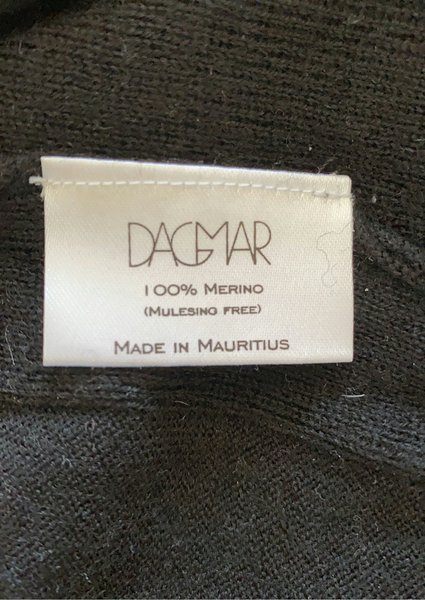 DAGMAR
100% MERINO
(MULESING FREE)
MADE IN MAURITIUS